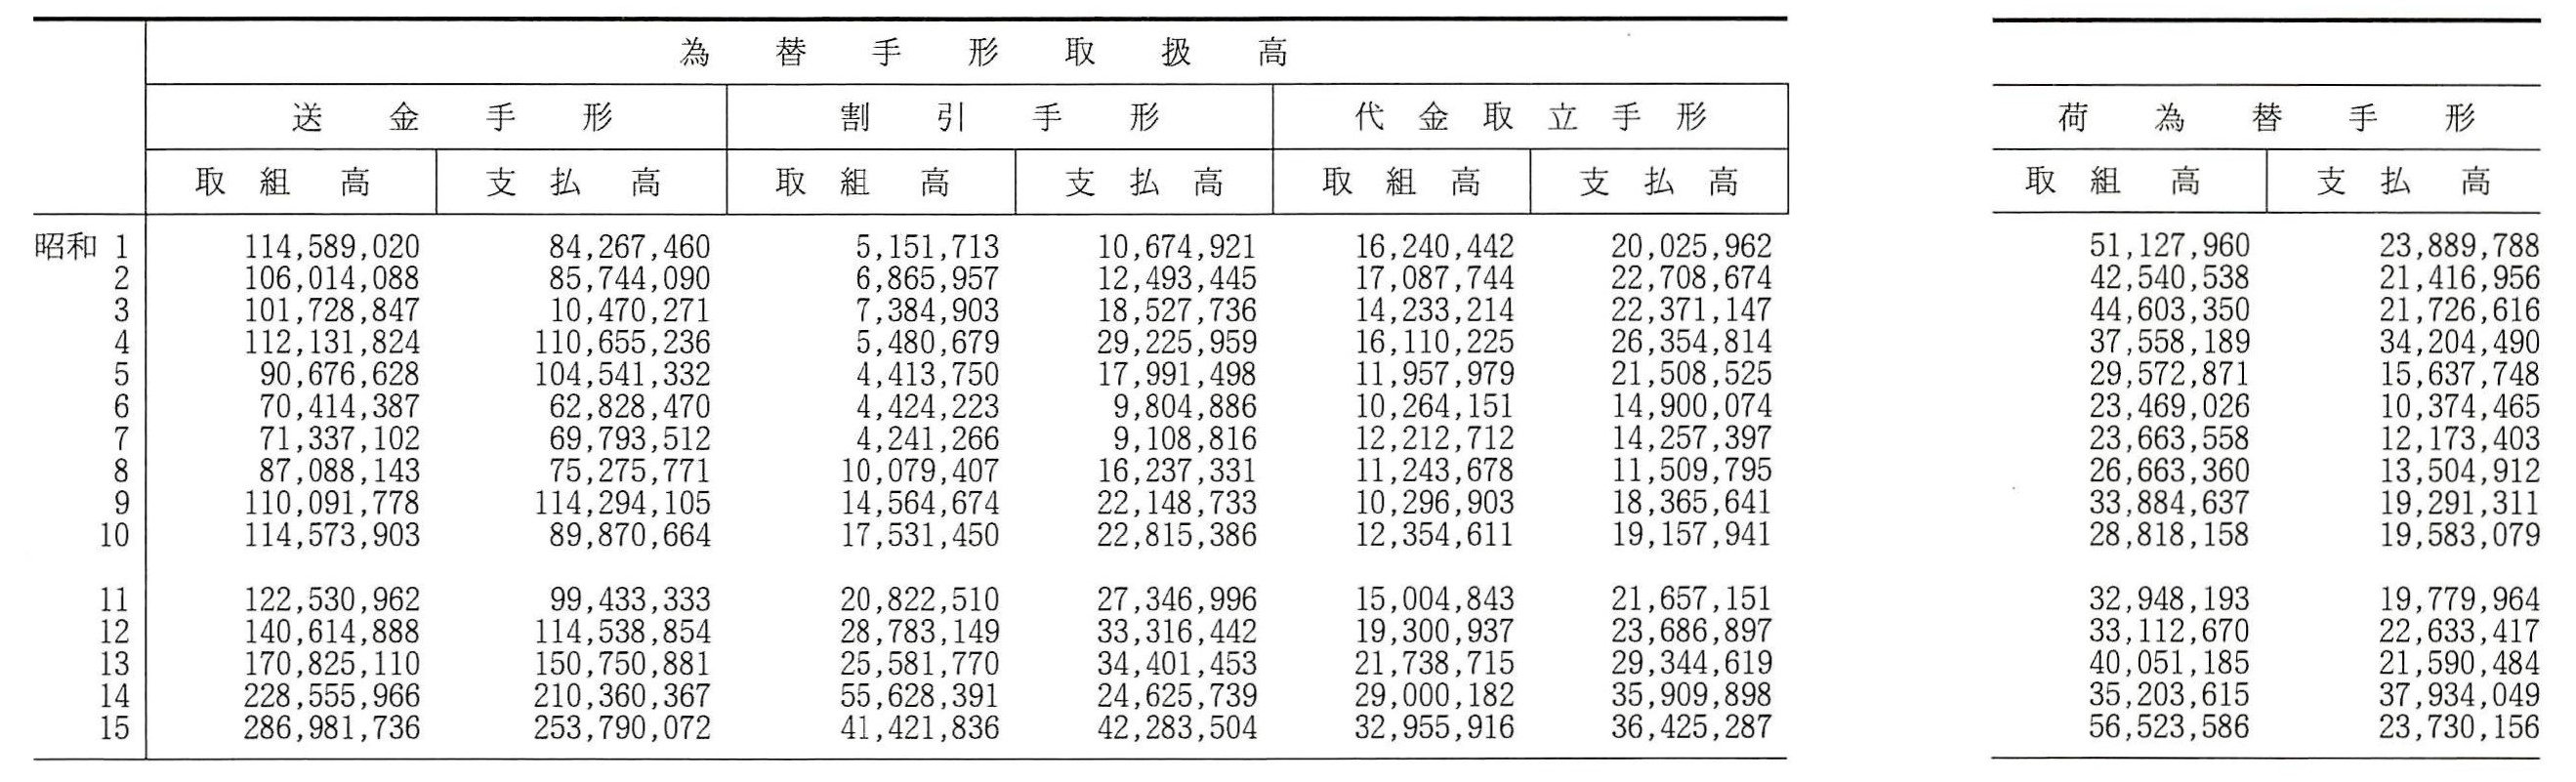 為替手形取扱高
送金手形 割引手形 代金取立手形 荷為替手形
取組高 支払高 取組高 支払高 取組高 支払高 取組高 支払高
昭和 1 114,589,020 84,267,460 5,151,713 10,674,921 16,240,442 20,025,962 51,127,960 23,889,788
2 106,014,088 85,744,090 6,865,957 12,493,445 17,087,744 22,708,674 42,540,538 21,416,956
3 101,728,847 10,470,271 7,384,903 18,527,736 14,233,214 22,371,147 44,603,350 21,726,616
4 112,131,824 110,655,236 5,480,679 29,225,959 16,110,225 26,354,814 37,558,189 34,204,490
5 90,676,628 104,541,332 4,413,750 17,991,498 11,957,979 21,508,525 29,572,871 15,637,748
6 70,414,387 62,828,470 4,424,223 9,804,886 10,264,151 14,900,074 23,469,026 10,374,465
7 71,337,102 69,793,512 4,241,266 9,108,816 12,212,712 14,257,397 23,663,558 12,173,403
8 87,088,143 75,275,771 10,079,407 16,237,331 11,243,678 11,509,795 26,663,360 13,504,912
9 110,091,778 114,294,105 14,564,674 22,148,733 10,296,903 18,365,641 33,884,637 19,291,311
10 114,573,903 89,870,664 17,531,450 22,815,386 12,354,611 19,157,941 28,818,158 19,583,079
11 122,530,962 99,433,333 20,822,510 27,346,996 15,004,843 21,657,151 32,948,193 19,779,964
12 140,614,888 114,538,854 28,783,149 33,316,442 19,300,937 23,686,897 33,112,670 22,633,417
13 170,825,110 150,750,881 25,581,770 34,401,453 21,738,715 29,344,619 40,051,185 21,590,484
14 228,555,966 210,360,367 55,628,391 24,625,739 29,000,182 35,909,898 35,203,615 37,934,049
15 286,981,736 253,790,072 41,421,836 42,283,504 32,955,916 36,425,287 56,523,586 23,730,156